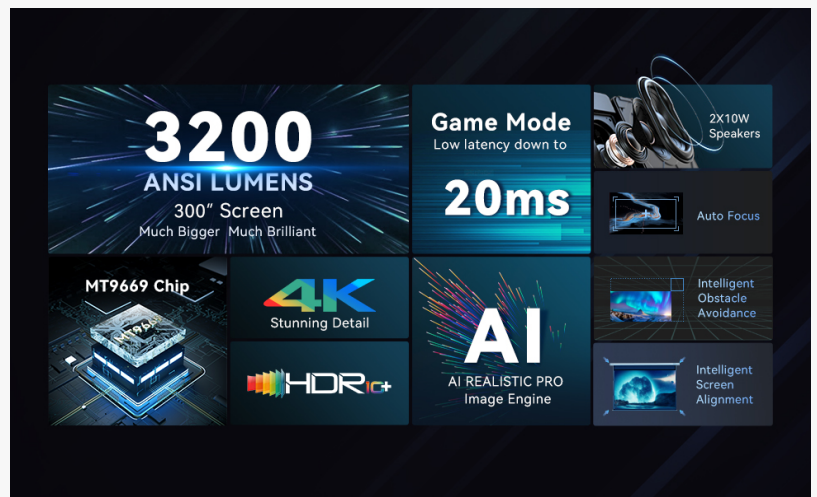 3200
ANSI LUMENS
300” Screen
Much Bigger Much Brilliant
Game Mode
Low latency down to
20ms
2X10W
Speakers
Auto Focus
MT9669 Chip
4K
Stunning Detail
HDR10+
AI
AI REALISTIC PRO
Image Engine
Intelligent
Obstacle
Avoidance
Intelligent
Screen
Alignment